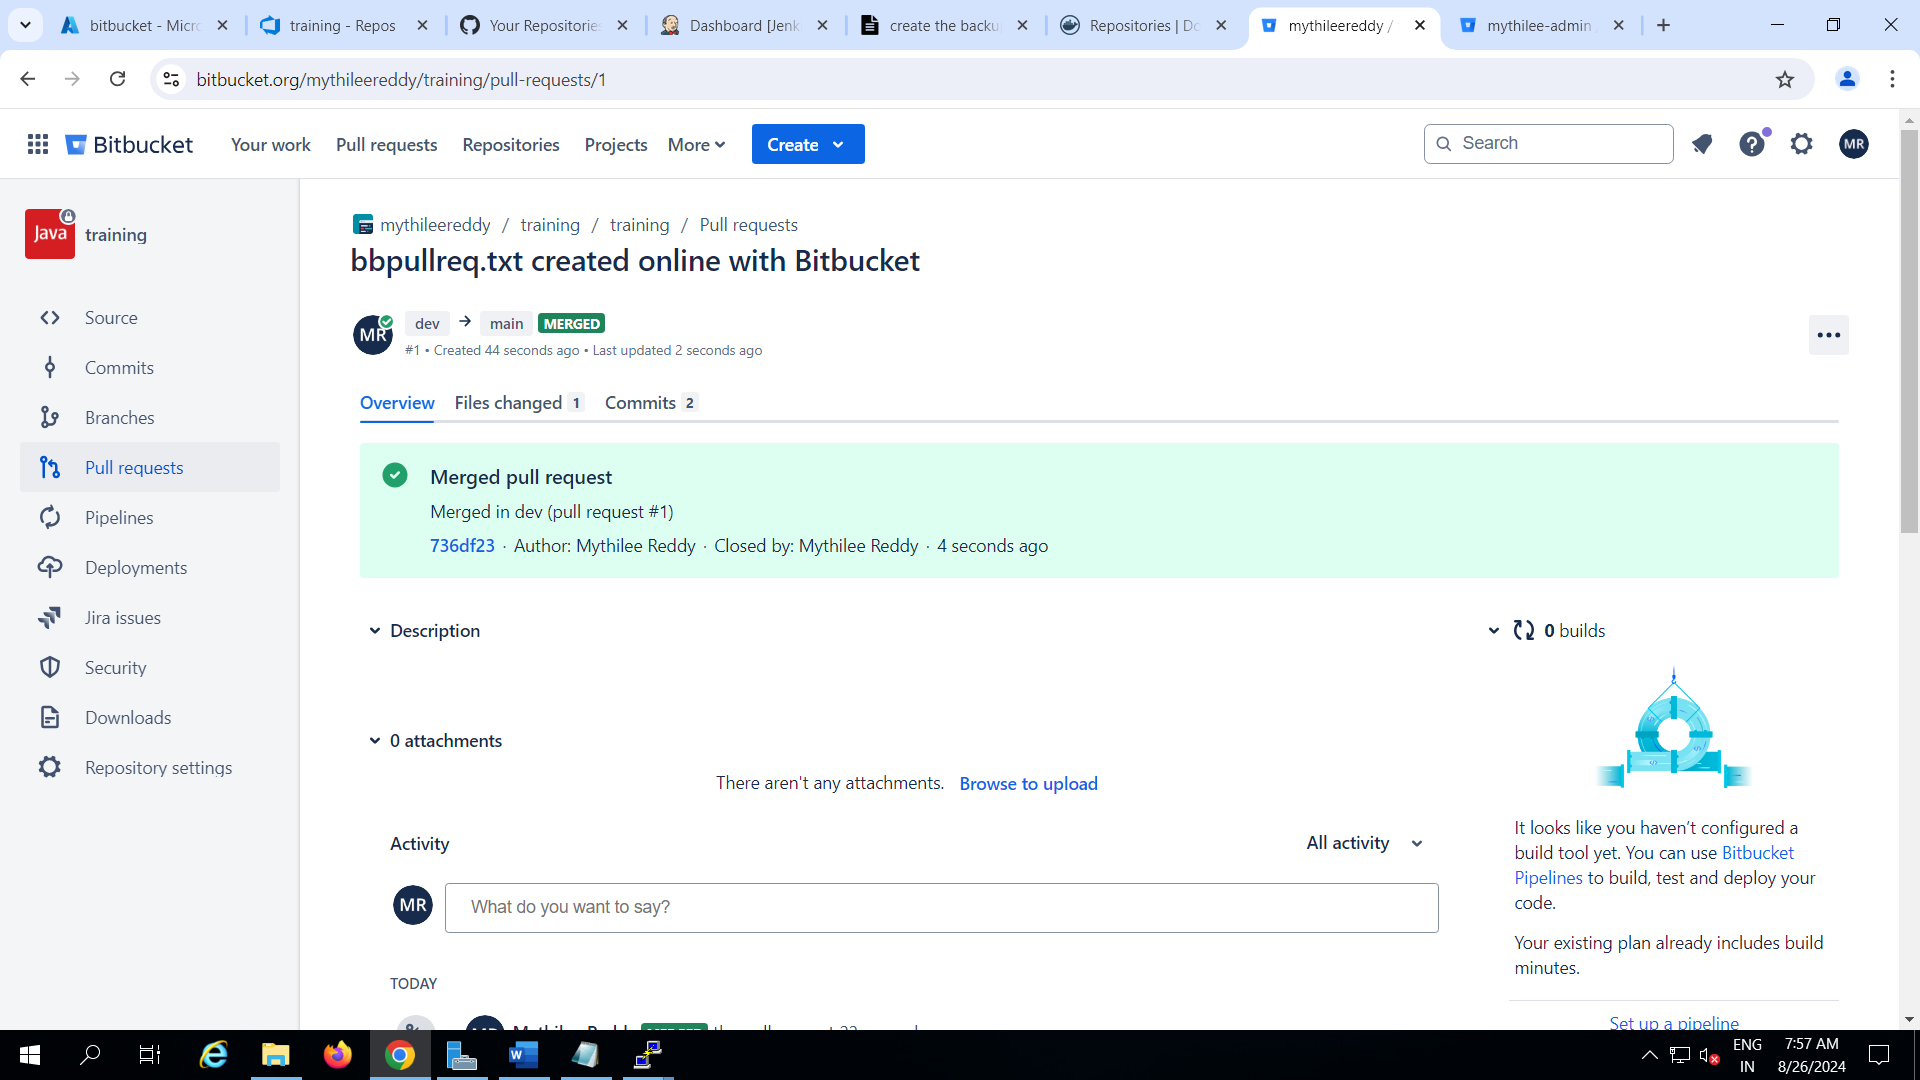 bitbucket - Micro
training - Repos
Your Repositories
Dashboard [Jenk
create the backu
Repositories | Do
mythileereddy /
mythilee-admin /
bitbucket.org/mythileereddy/training/pull-requests/1
Bitbucket
Your work
Pull requests
Repositories
Projects
More
Create
Search
MR
Java
training
Source
Commits
Branches
Pull requests
Pipelines
Deployments
Jira issues
Security
Downloads
Repository settings
mythileereddy / training / training / Pull requests
bbpullreq.txt created online with Bitbucket
MR
dev → main MERGED
#1 • Created 44 seconds ago • Last updated 2 seconds ago
Overview
Files changed 1
Commits 2
Merged pull request
Merged in dev (pull request #1)
736df23 · Author: Mythilee Reddy · Closed by: Mythilee Reddy · 4 seconds ago
Description
0 attachments
There aren't any attachments. Browse to upload
Activity
All activity
MR
What do you want to say?
TODAY
0 builds
It looks like you haven’t configured a
build tool yet. You can use Bitbucket
Pipelines to build, test and deploy your
code.
Your existing plan already includes build
minutes.
Set up a pipeline
ENG
IN
7:57 AM
8/26/2024